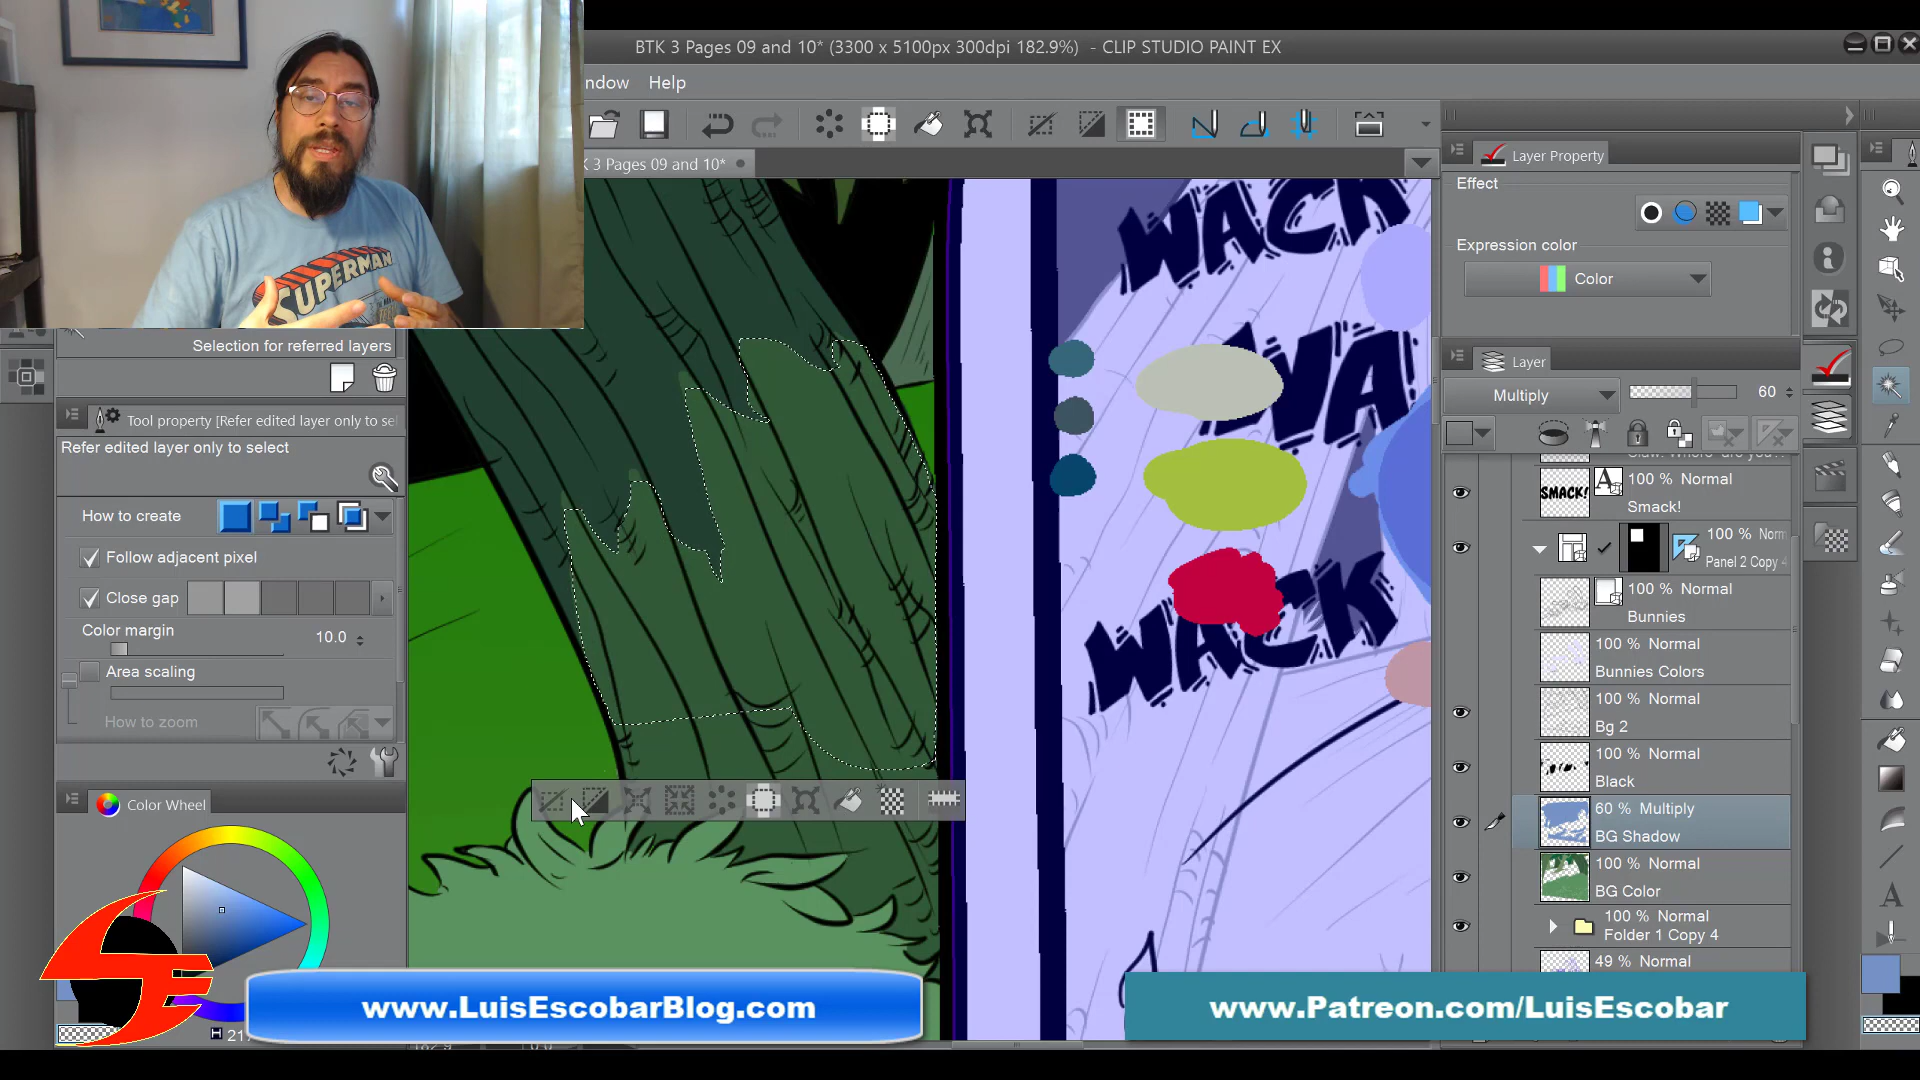 BTK 3 Pages 09 and 10* (3300 x 5100px 300dpi 182.9%) - CLIP STUDIO PAINT EX
ndow Help
3 Pages 09 and 10*
SUPERMAN
Selection for referred layers
Tool property [Refer edited layer only to sel
Refer edited layer only to select
How to create
Follow adjacent pixel
Close gap
Color margin
10.0
Area scaling
How to zoom
Color Wheel
H 21
WACK
WACK
Layer Property
Effect
Expression color
Color
Layer
Multiply
60
SMACK!
100 % Normal
Smack!
100 % Norm
Panel 2 Copy 4
100 % Normal
Bunnies
100 % Normal
Bunnies Colors
100 % Normal
Bg 2
100 % Normal
Black
60 % Multiply
BG Shadow
100 % Normal
BG Color
100 % Normal
Folder 1 Copy 4
49 % Normal
www.LuisEscobarBlog.com
www.Patreon.com/LuisEscobar